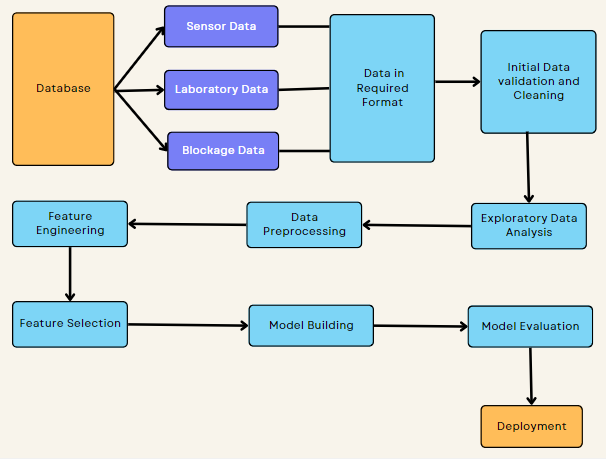 Database
Sensor Data
Laboratory Data
Blockage Data
Data in
Required
Format
Initial Data
validation and
Cleaning
Exploratory Data
Analysis
Data
Preprocessing
Feature
Engineering
Feature Selection
Model Building
Model Evaluation
Deployment